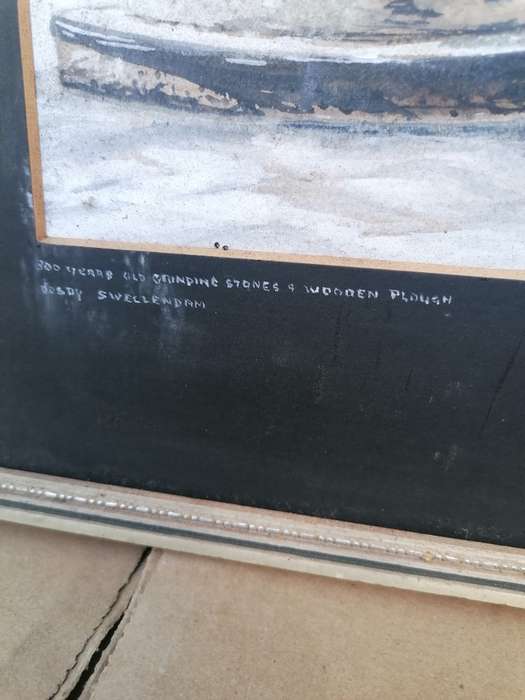 300 YEARS OLD GRINDING STONES & WOODEN PLOUGH
SWELLENDAM